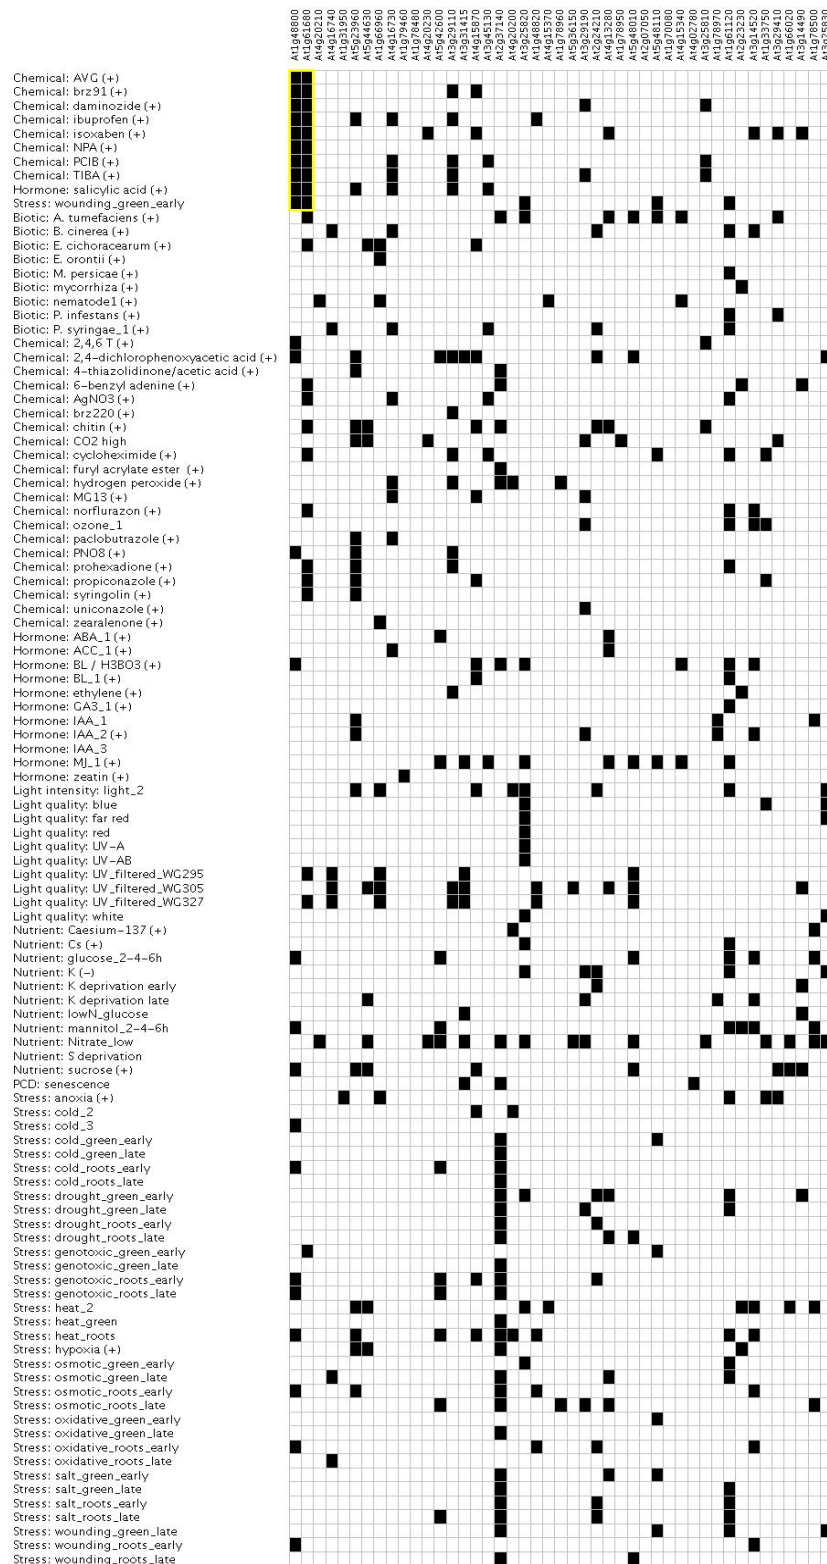 At1g48800
At1g61680
At4g20210
At4g16740
At1g31950
At5g23960
At5g44630
At1g66960
At4g16730
At1g79460
At1g78480
At4g20230
At5g42600
At3g29110
At3g31415
At4g15870
At3g45130
At2g37140
At4g20200
At3g25820
At1g48820
At4g15370
At1g78960
At5g36150
At3g29190
At2g24210
At4g13280
At5g48010
At1g78950
At2g07050
At5g48110
At1g70080
At4g15340
At4g02780
At3g25810
At1g78970
At1g61120
At2g23230
At3g14520
At1g33750
At3g29410
At1g66020
At3g14490
At1g78500
At3g25830
Chemical: AVG (+)
Chemical: brz91 (+)
Chemical: daminozide (+)
Chemical: ibuprofen (+)
Chemical: isoxaben (+)
Chemical: NPA (+)
Chemical: PCIB (+)
Chemical: TIBA (+)
Hormone: salicylic acid (+)
Stress: wounding_green_early
Biotic: A. tumefaciens (+)
Biotic: B. cinerea (+)
Biotic: E. cichoracearum (+)
Biotic: E. orontii (+)
Biotic: M. persicae (+)
Biotic: mycorrhiza (+)
Biotic: nematode1 (+)
Biotic: P. infestans (+)
Biotic: P. syringae_1 (+)
Chemical: 2,4,6 T (+)
Chemical: 2,4-dichlorophenoxyacetic acid (+)
Chemical: 4-thiazolidinone/acetic acid (+)
Chemical: 6-benzyl adenine (+)
Chemical: AgNO3 (+)
Chemical: brz220 (+)
Chemical: chitin (+)
Chemical: CO2 high
Chemical: cycloheximide (+)
Chemical: furyl acrylate ester (+)
Chemical: hydrogen peroxide (+)
Chemical: MG13 (+)
Chemical: norflurazon (+)
Chemical: ozone_1
Chemical: paclobutrazole (+)
Chemical: PNO8 (+)
Chemical: prohexadione (+)
Chemical: propiconazole (+)
Chemical: syringolin (+)
Chemical: uniconazole (+)
Chemical: zearalenone (+)
Hormone: ABA_1 (+)
Hormone: ACC_1 (+)
Hormone: BL / H3BO3 (+)
Hormone: BL_1 (+)
Hormone: ethylene (+)
Hormone: GA3_1 (+)
Hormone: IAA_1
Hormone: IAA_2 (+)
Hormone: IAA_3
Hormone: MJ_1 (+)
Hormone: zeatin (+)
Light intensity: light_2
Light quality: blue
Light quality: far red
Light quality: red
Light quality: UV-A
Light quality: UV-AB
Light quality: UV_filtered_WG295
Light quality: UV_filtered_WG305
Light quality: UV_filtered_WG327
Light quality: white
Nutrient: Caesium-137 (+)
Nutrient: Cs (+)
Nutrient: glucose_2-4-6h
Nutrient: K (-)
Nutrient: K deprivation early
Nutrient: K deprivation late
Nutrient: lowN_glucose
Nutrient: mannitol_2-4-6h
Nutrient: Nitrate_low
Nutrient: S deprivation
Nutrient: sucrose (+)
PCD: senescence
Stress: anoxia (+)
Stress: cold_2
Stress: cold_3
Stress: cold_green_early
Stress: cold_green_late
Stress: cold_roots_early
Stress: cold_roots_late
Stress: drought_green_early
Stress: drought_green_late
Stress: drought_roots_early
Stress: drought_roots_late
Stress: genotoxic_green_early
Stress: genotoxic_green_late
Stress: genotoxic_roots_early
Stress: genotoxic_roots_late
Stress: heat_2
Stress: heat_green
Stress: heat_roots
Stress: hypoxia (+)
Stress: osmotic_green_early
Stress: osmotic_green_late
Stress: osmotic_roots_early
Stress: osmotic_roots_late
Stress: oxidative_green_early
Stress: oxidative_green_late
Stress: oxidative_roots_early
Stress: oxidative_roots_late
Stress: salt_green_early
Stress: salt_green_late
Stress: salt_roots_early
Stress: salt_roots_late
Stress: wounding_green_late
Stress: wounding_roots_early
Stress: wounding_roots_late